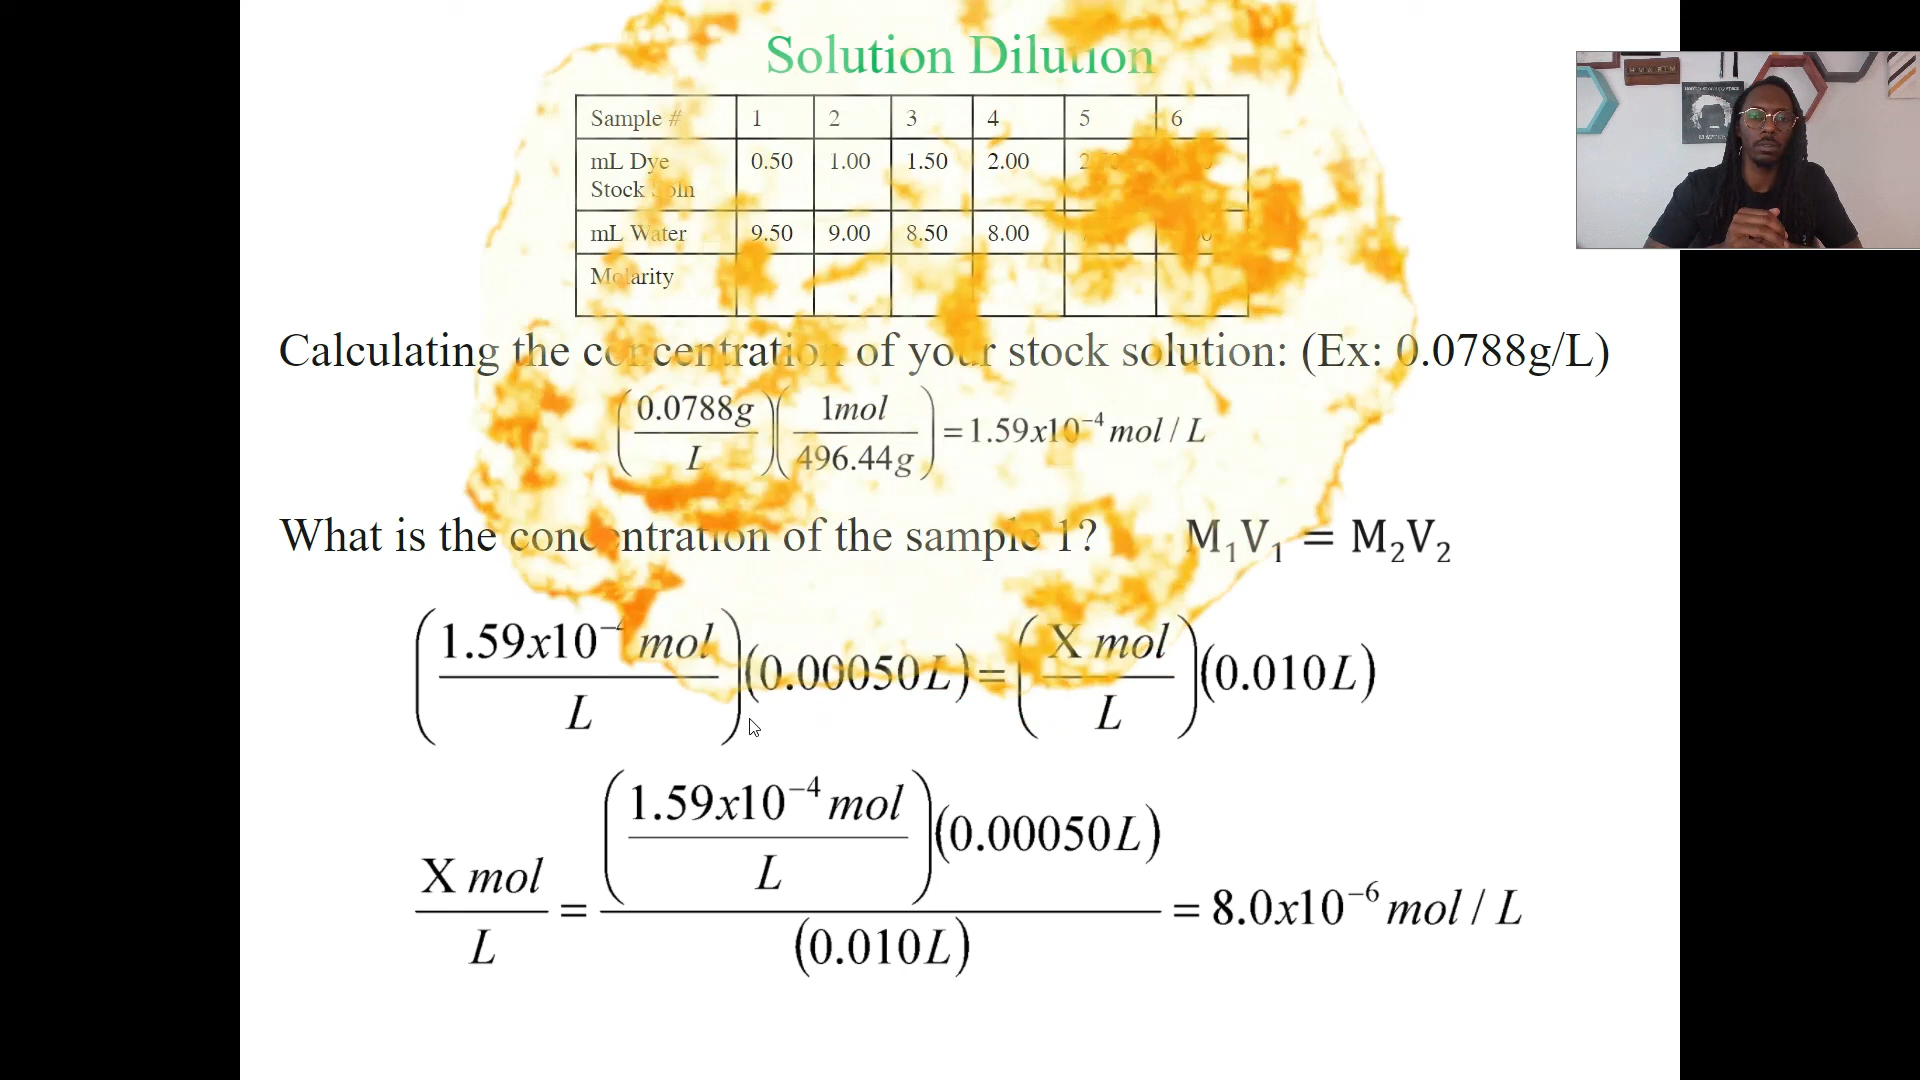 Solution Dilution
Sample # 1 2 3 4 5 6
mL Dye Stock Soln 0.50 1.00 1.50 2.00
mL Water 9.50 9.00 8.50 8.00
Molarity
Calculating the concentration of your stock solution: (Ex: 0.0788g/L)
(0.0788g / L)(1mol / 496.44g) = 1.59x10⁻⁴ mol / L
What is the concentration of the sample 1? M₁V₁ = M₂V₂
(1.59x10⁻⁴ mol / L)(0.00050L) = (X mol / L)(0.010L)
X mol / L = (1.59x10⁻⁴ mol / L)(0.00050L) / (0.010L) = 8.0x10⁻⁶ mol / L